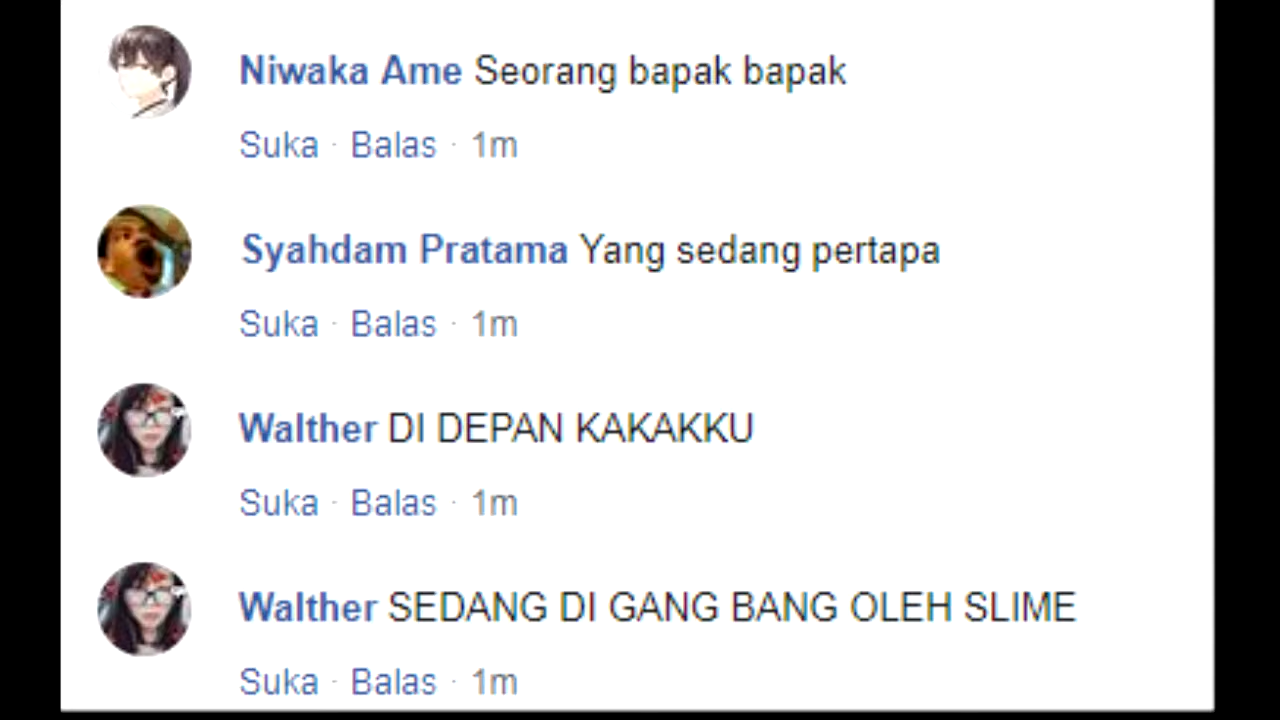 Niwaka Ame Seorang bapak bapak
Suka · Balas · 1m
Syahdam Pratama Yang sedang pertapa
Suka · Balas · 1m
Walther DI DEPAN KAKAKKU
Suka · Balas · 1m
Walther SEDANG DI GANG BANG OLEH SLIME
Suka · Balas · 1m